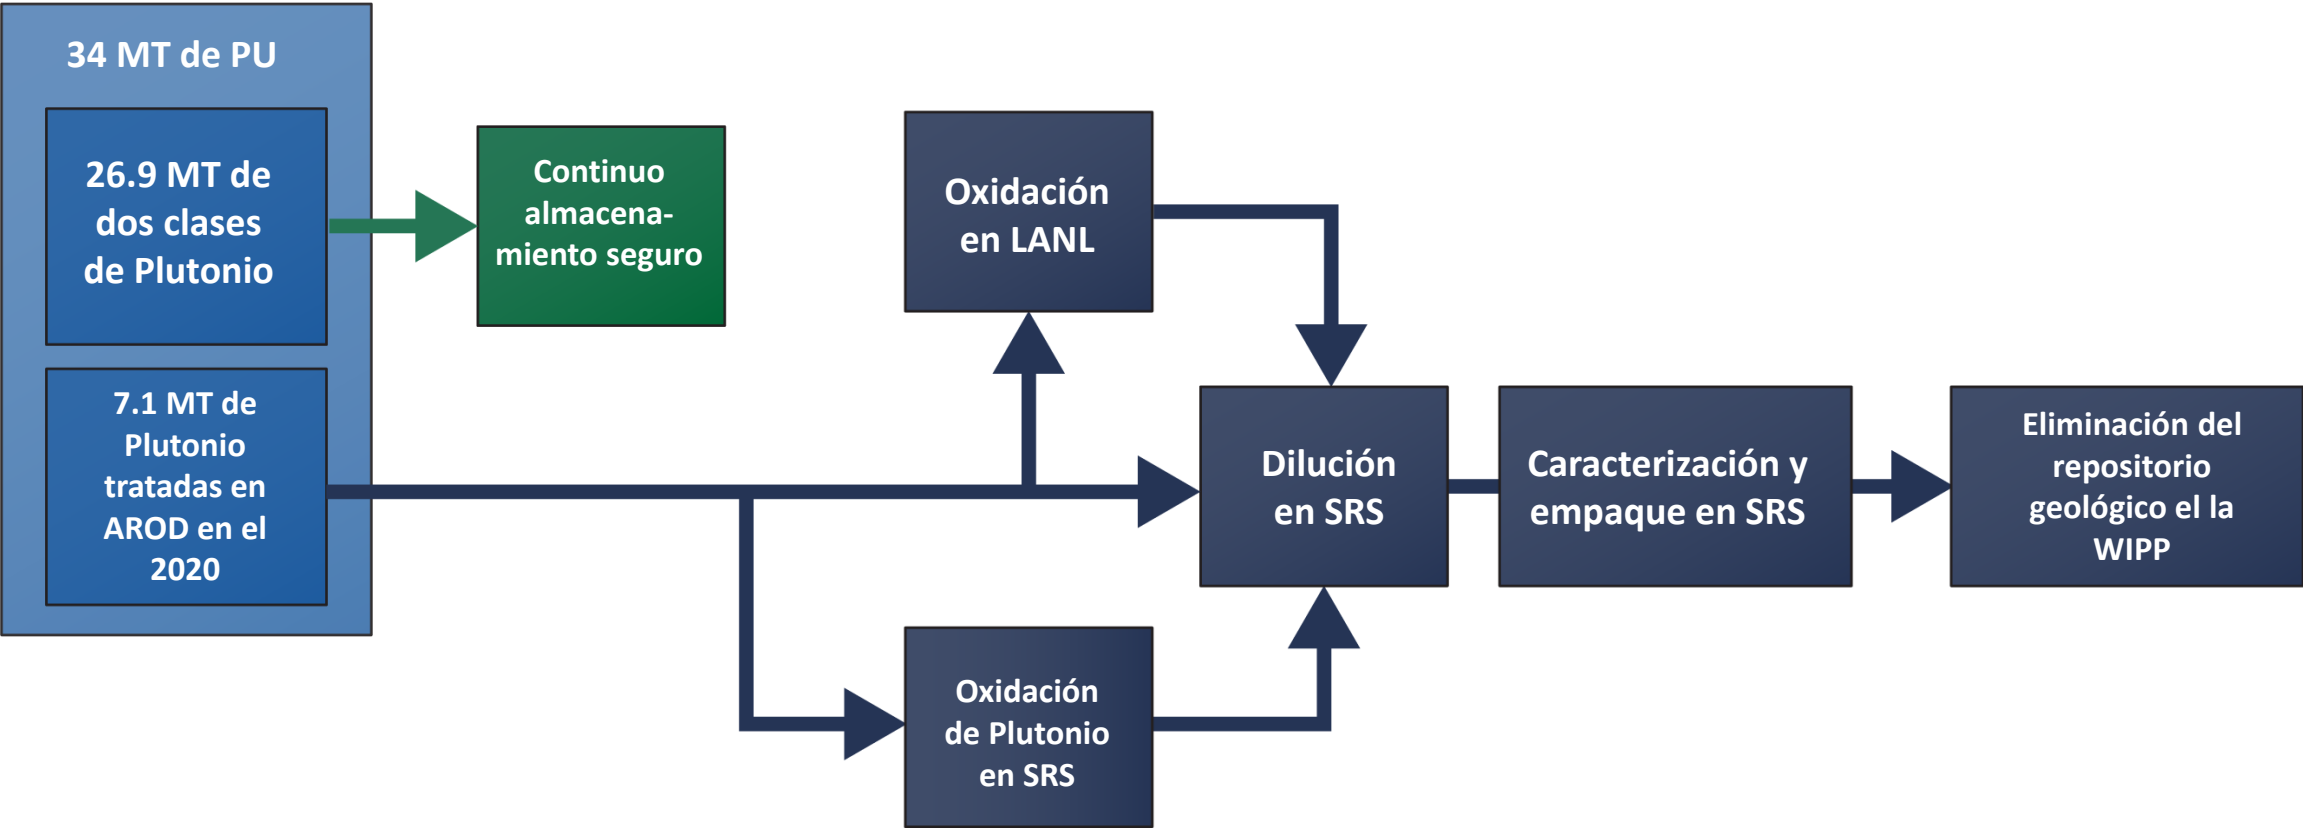 34 MT de PU
26.9 MT de
dos clases
de Plutonio
7.1 MT de
Plutonio
tratadas en
AROD en el
2020
Continuo
almacena-
miento seguro
Oxidación
en LANL
Oxidación
de Plutonio
en SRS
Dilución
en SRS
Caracterización y
empaque en SRS
Eliminación del
repositorio
geológico el la
WIPP